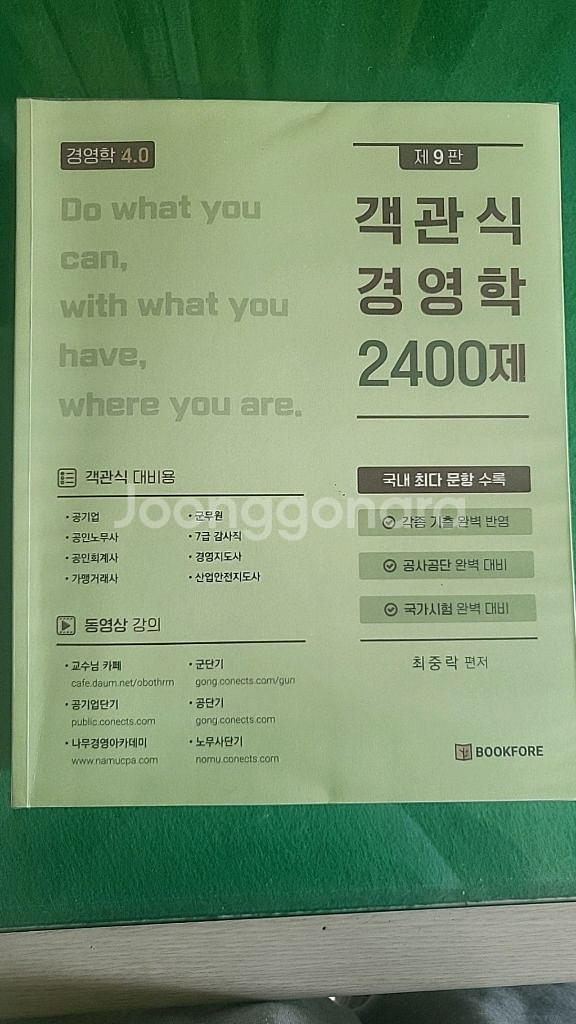 경영학 4.0
Do what you
can,
with what you
have,
where you are.
제9판
객관식
경영학
2400제
객관식 대비용
• 공기업
• 공인노무사
• 공인회계사
• 가맹거래사
• 군무원
• 7급 감사직
• 경영지도사
• 산업안전지도사
동영상 강의
• 교수님 카페
cafe.daum.net/obothrm
• 공기업단기
public.conects.com
• 나무경영아카데미
www.namucpa.com
• 군단기
gong.conects.com/gun
• 공단기
gong.conects.com
• 노무사단기
nomu.conects.com
국내 최다 문항 수록
각종 기출 완벽 반영
공사공단 완벽 대비
국가시험 완벽 대비
최중락 편저
BOOKFORE
Joonggonara